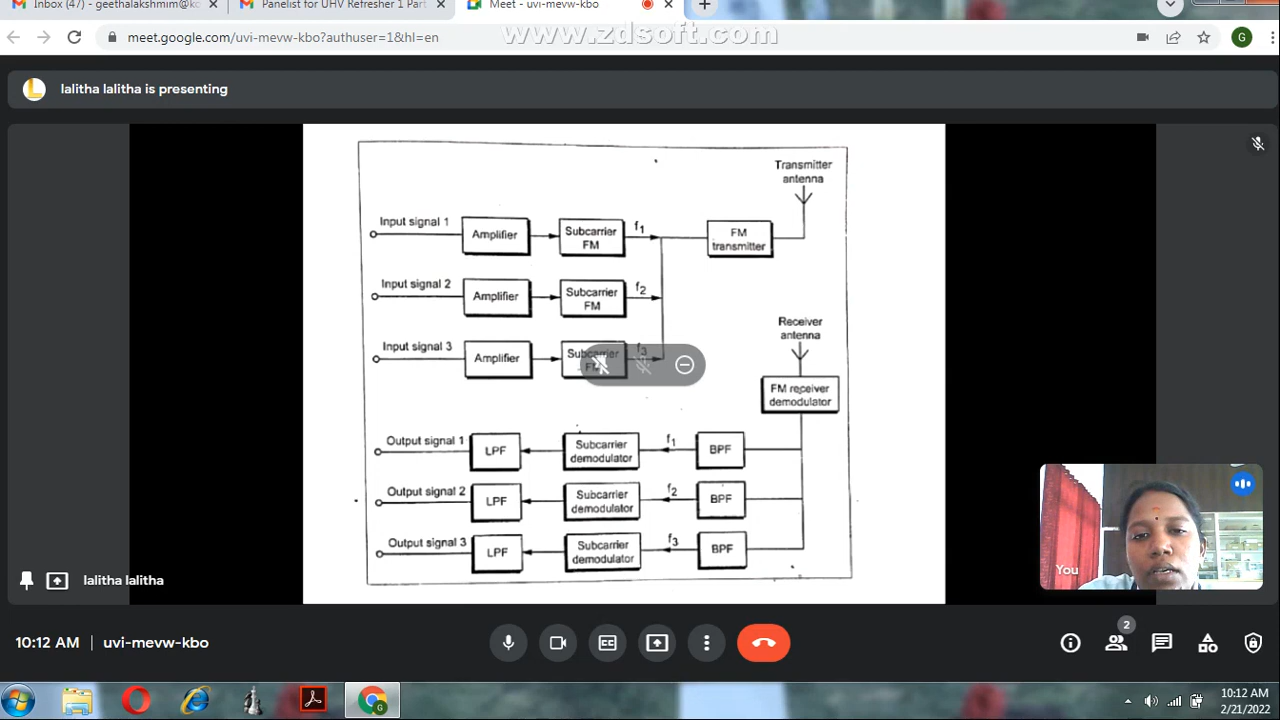 Inbox (47) - geethalakshmim@kc
Panelist for UHV Refresher 1 Part
Meet - uvi-mevw-kbo
meet.google.com/uvi-mevw-kbo?authuser=1&hl=en
www.zdsoft.com
G
L
lalitha lalitha is presenting
Transmitter
antenna
Input signal 1
Amplifier
Subcarrier
FM
f1
FM
transmitter
Input signal 2
Amplifier
Subcarrier
FM
f2
Receiver
antenna
Input signal 3
Amplifier
Subcarrier
FM
f3
FM receiver
demodulator
Output signal 1
LPF
Subcarrier
demodulator
f1
BPF
Output signal 2
LPF
Subcarrier
demodulator
f2
BPF
Output signal 3
LPF
Subcarrier
demodulator
f3
BPF
You
lalitha lalitha
10:12 AM | uvi-mevw-kbo
2
10:12 AM
2/21/2022